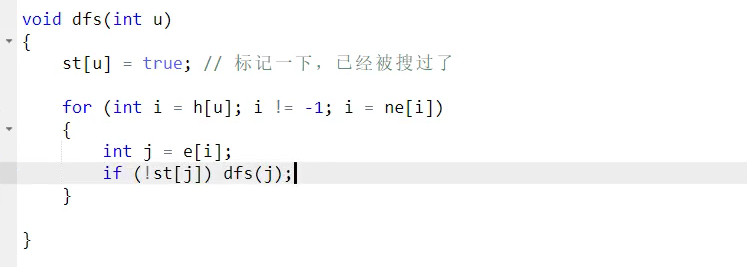 void dfs(int u)
{
    st[u] = true; // 标记一下，已经被搜过了
    for (int i = h[u]; i != -1; i = ne[i])
    {
        int j = e[i];
        if (!st[j]) dfs(j);
    }
}